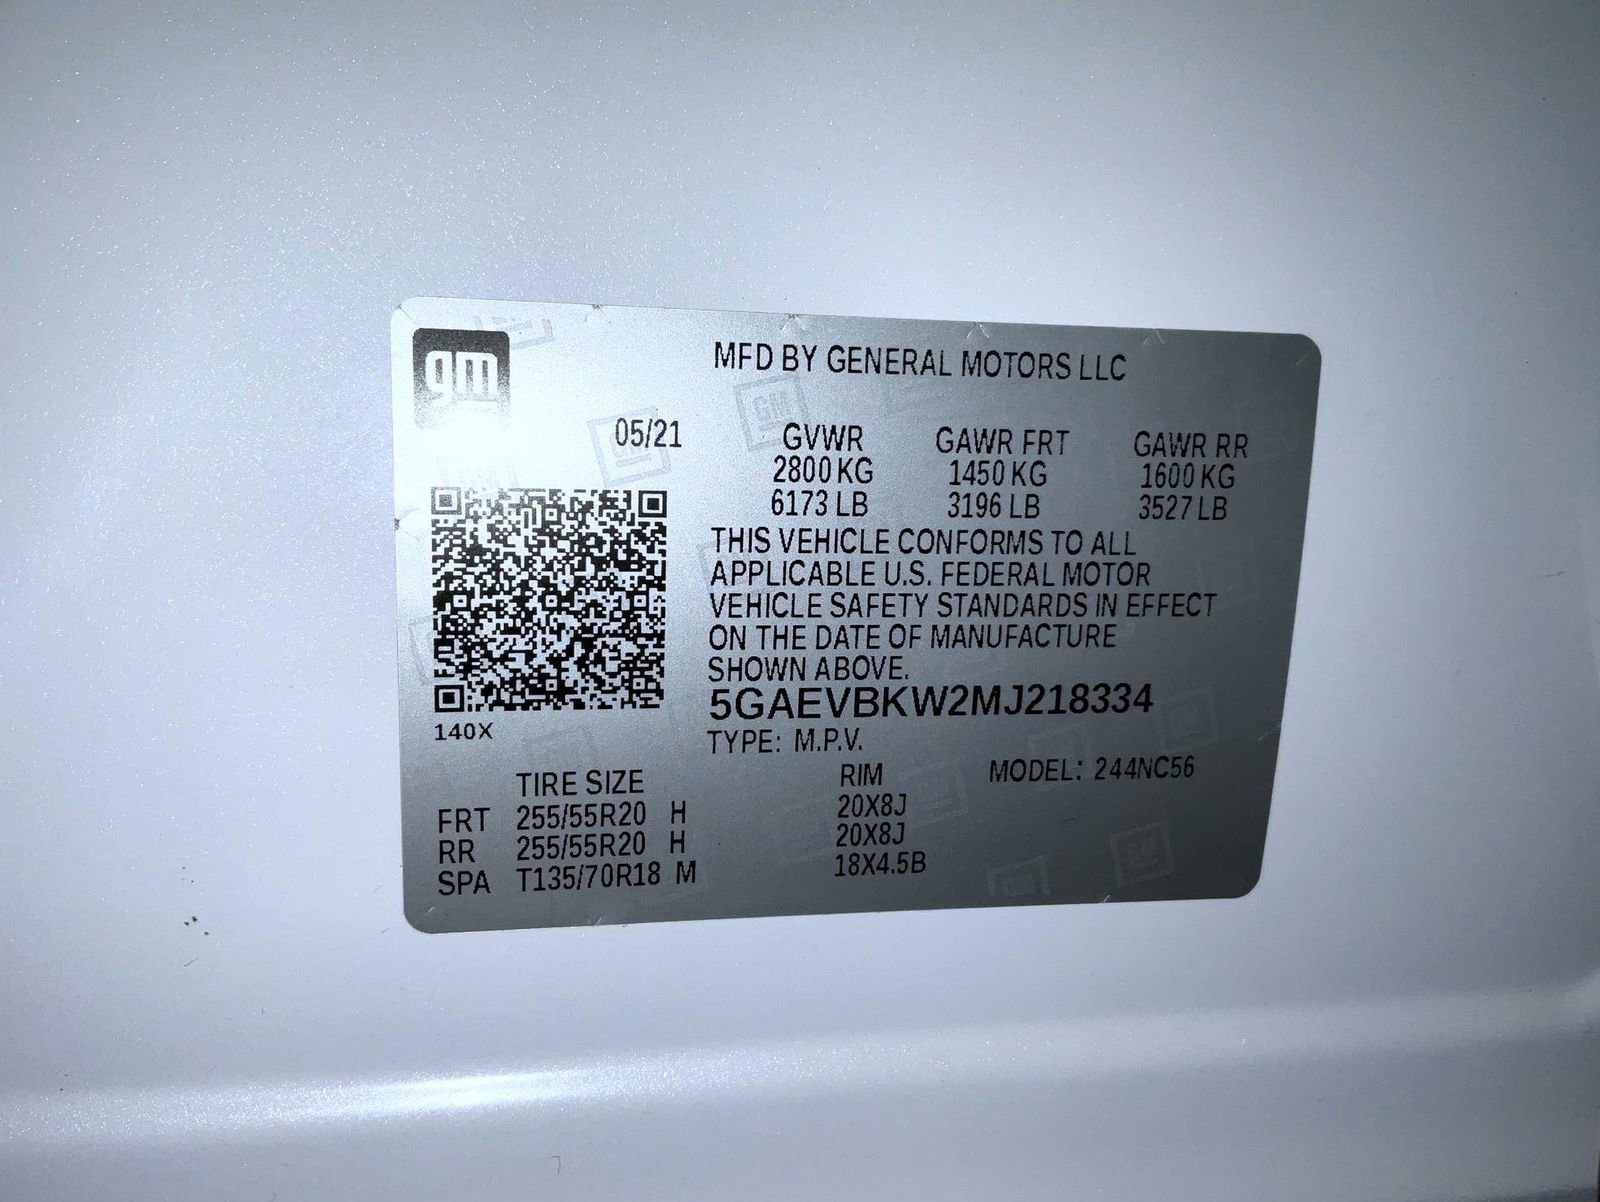 gm
MFD BY GENERAL MOTORS LLC
05/21 GVWR GAWR FRT GAWR RR
2800 KG 1450 KG 1600 KG
6173 LB 3196 LB 3527 LB
THIS VEHICLE CONFORMS TO ALL
APPLICABLE U.S. FEDERAL MOTOR
VEHICLE SAFETY STANDARDS IN EFFECT
ON THE DATE OF MANUFACTURE
SHOWN ABOVE.
5GAEVBKW2MJ218334
140X
TYPE: M.P.V.
TIRE SIZE RIM MODEL: 244NC56
FRT 255/55R20 H 20X8J
RR 255/55R20 H 20X8J
SPA T135/70R18 M 18X4.5B